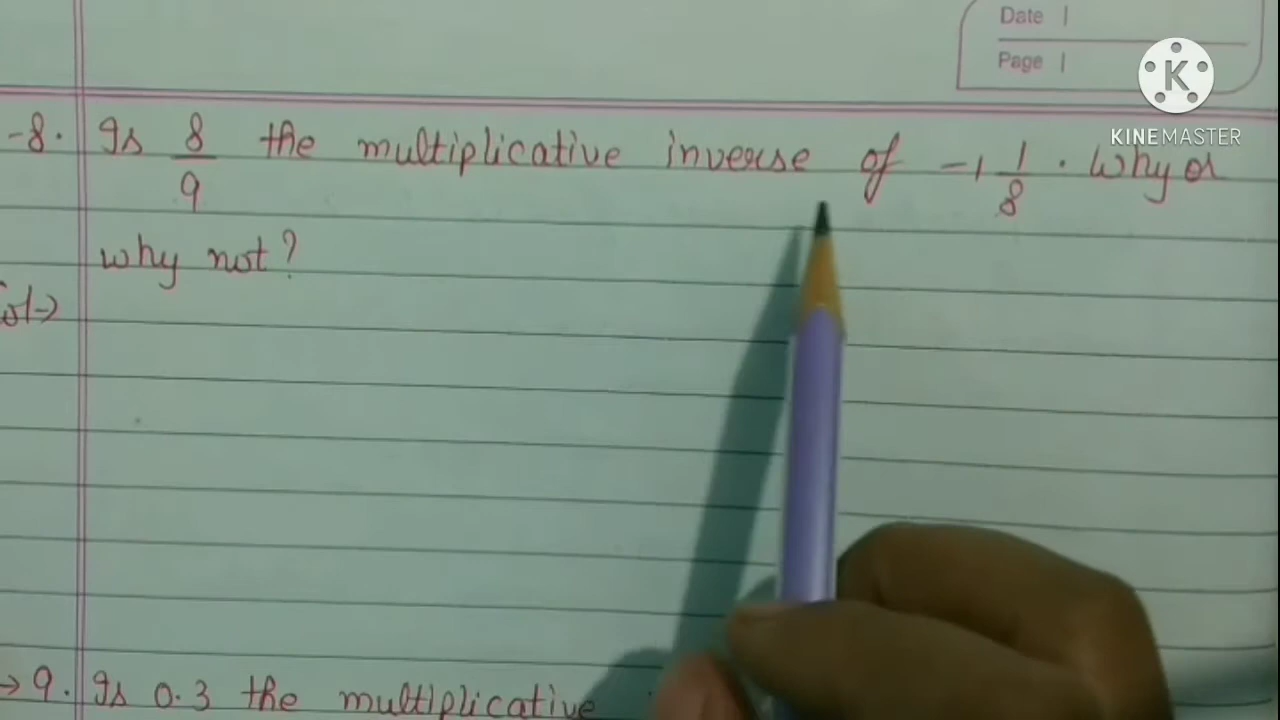 Date
Page
K
KINEMASTER
-8. Is 8/9 the multiplicative inverse of -1 1/8. Why or
why not?
Sol->
->9. Is 0.3 the multiplicative